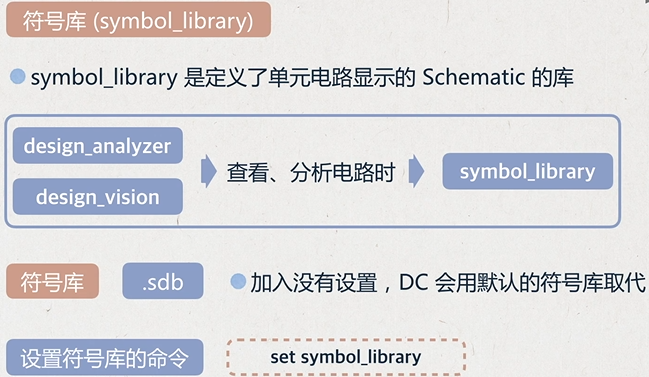 符号库 (symbol_library)
symbol_library 是定义了单元电路显示的 Schematic 的库
design_analyzer
design_vision
查看、分析电路时
symbol_library
符号库
.sdb
加入没有设置，DC 会用默认的符号库取代
设置符号库的命令
set symbol_library